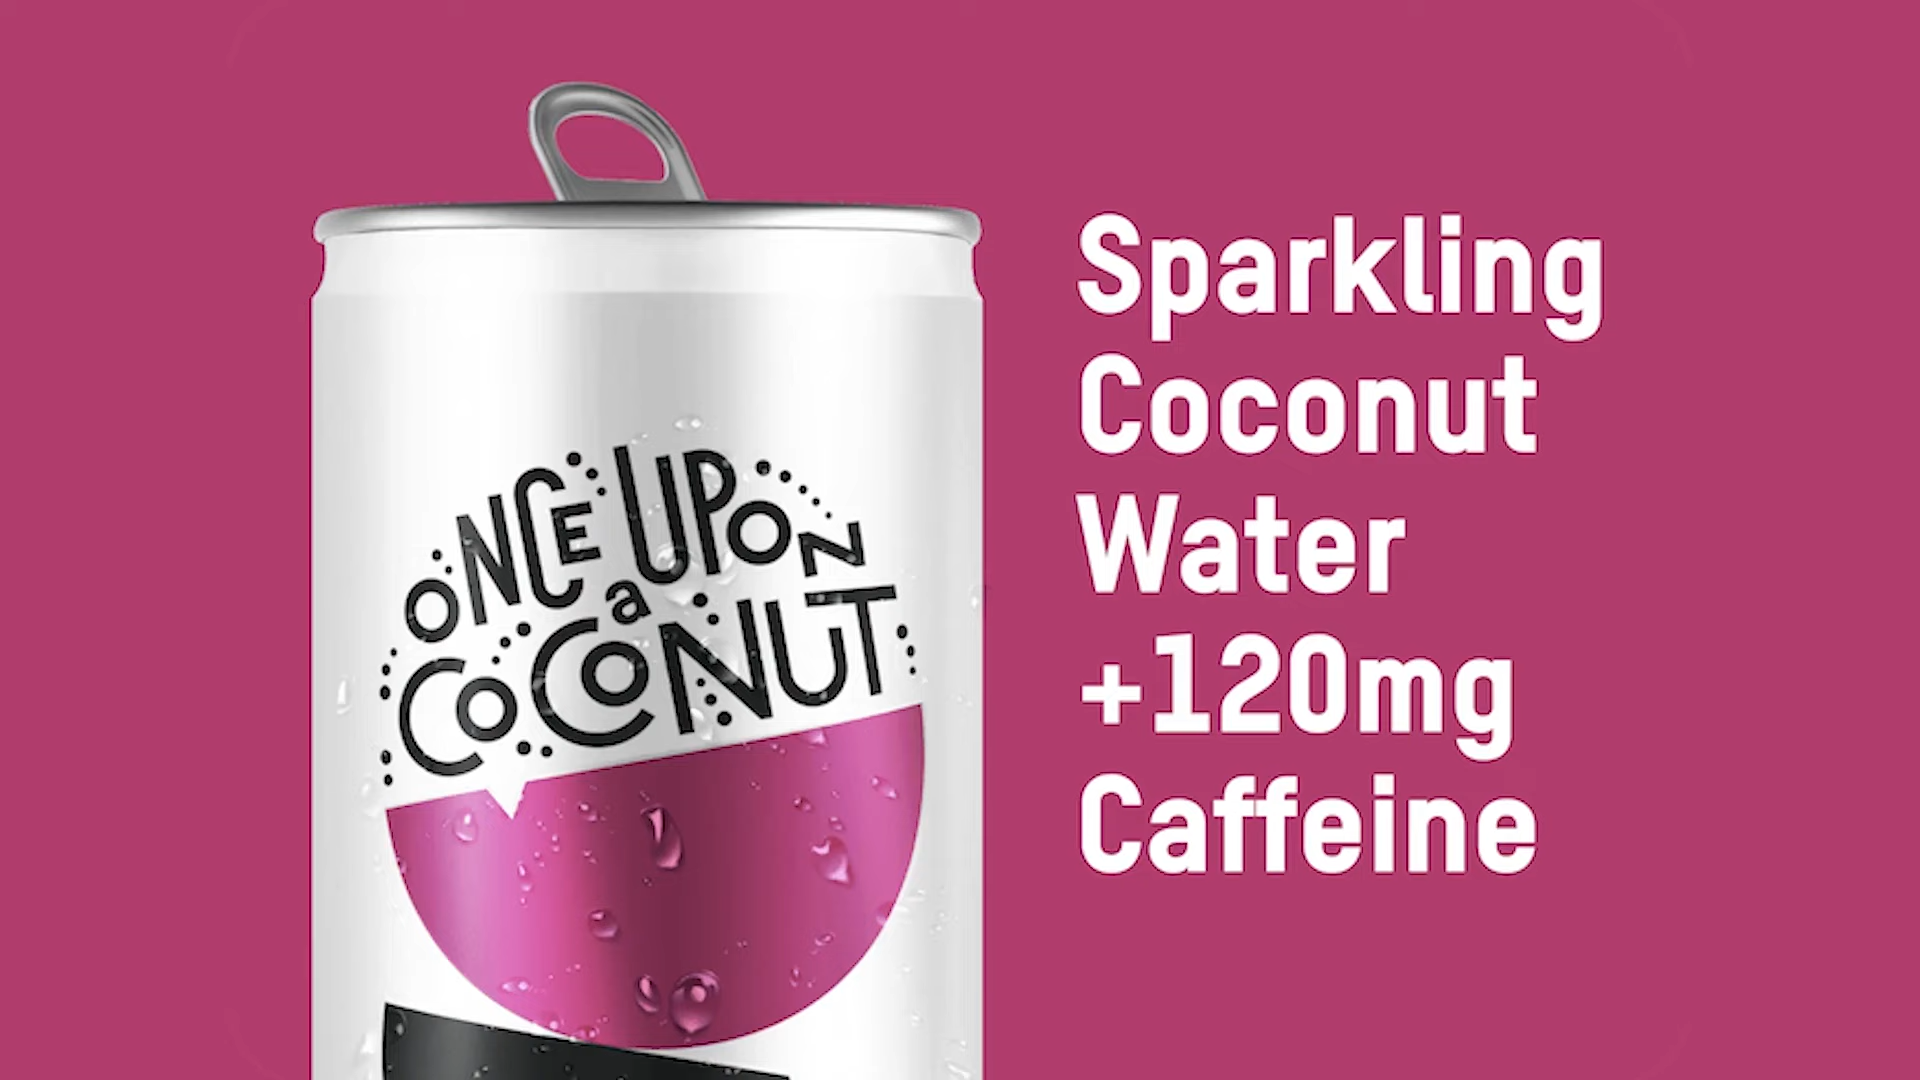 ONCE UPON
a
COCONUT
Sparkling
Coconut
Water
+120mg
Caffeine